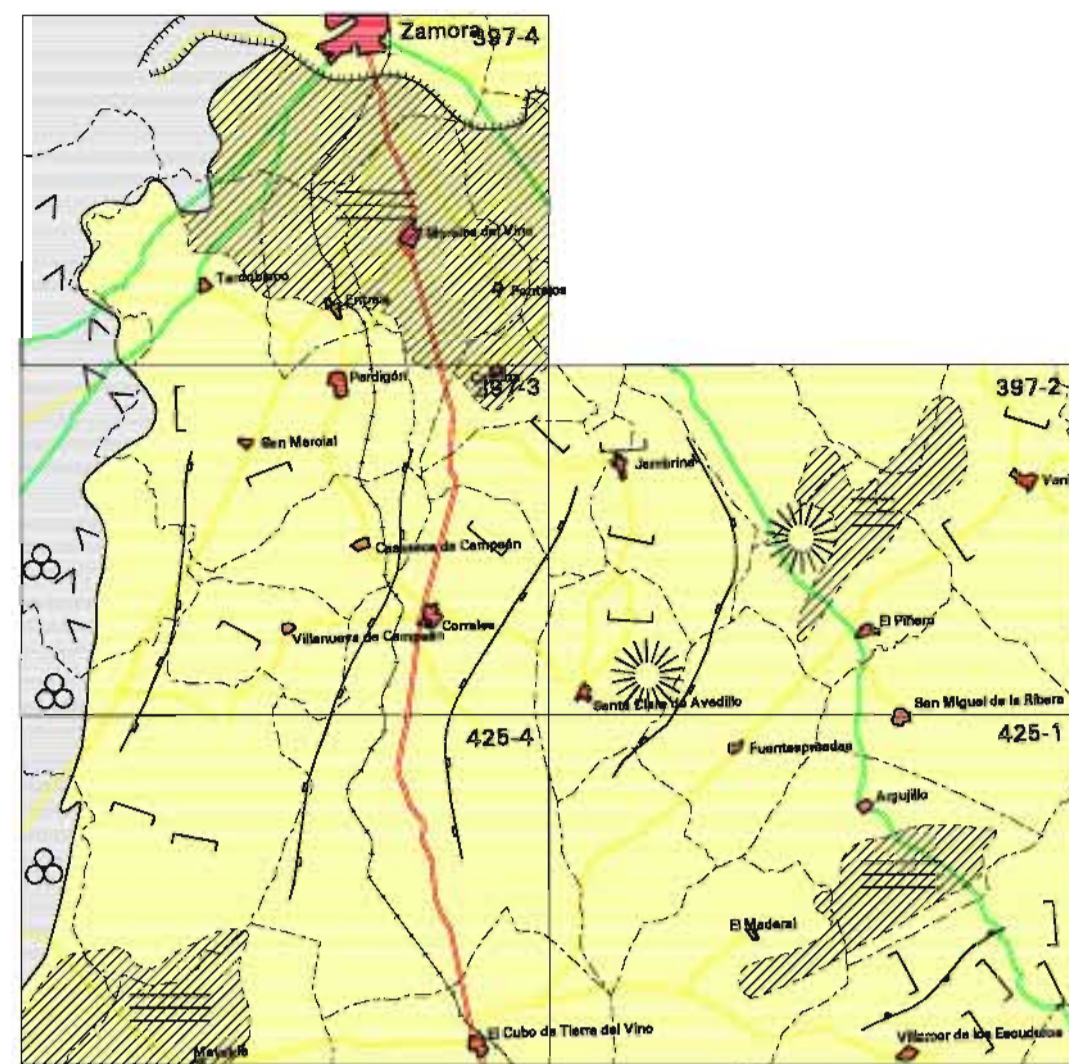 Zamora
397-4
Morales del Vino
Tardobispo
Pontejos
Entrala
Perdigón
397-3
397-2
San Marcial
Jambrina
Casaseca de Campeán
El Piñero
Villanueva de Campeán
Corrales
Santa Clara de Avedillo
San Miguel de la Ribera
425-4
425-1
Fuentespreadas
Argujillo
El Maderal
El Cubo de Tierra del Vino
Villamor de los Escuderos
Mayalde